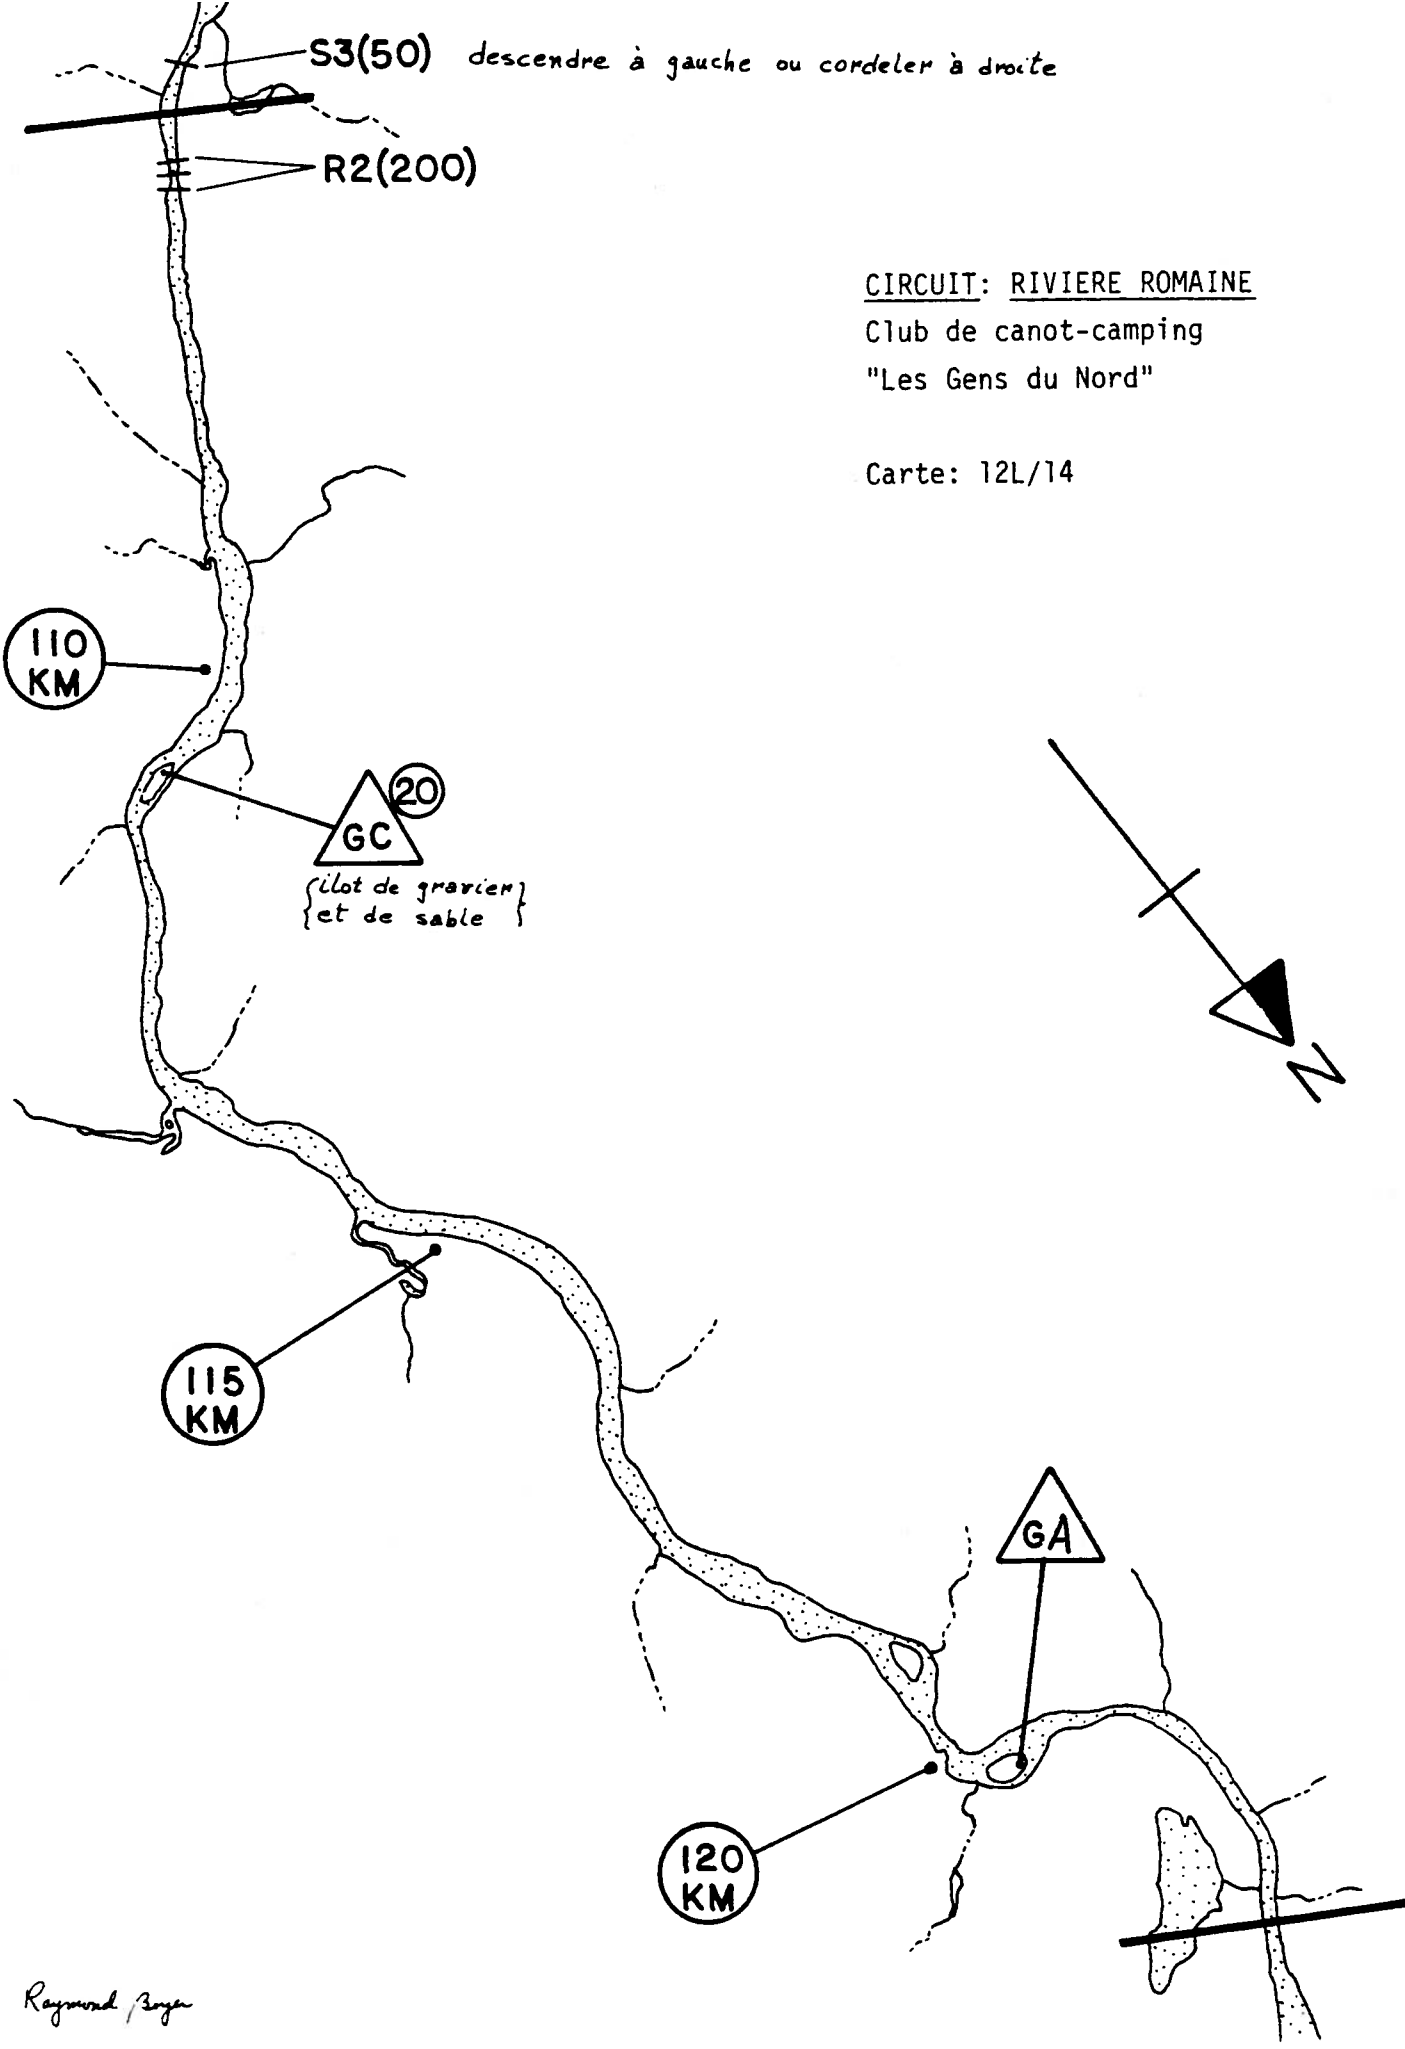 S3(50) descendre à gauche ou cordeler à droite
R2(200)
CIRCUIT: RIVIERE ROMAINE
Club de canot-camping
"Les Gens du Nord"
Carte: 12L/14
110
KM
20
GC
{ilot de gravier}
{et de sable}
N
115
KM
GA
120
KM
Raymond Boyer